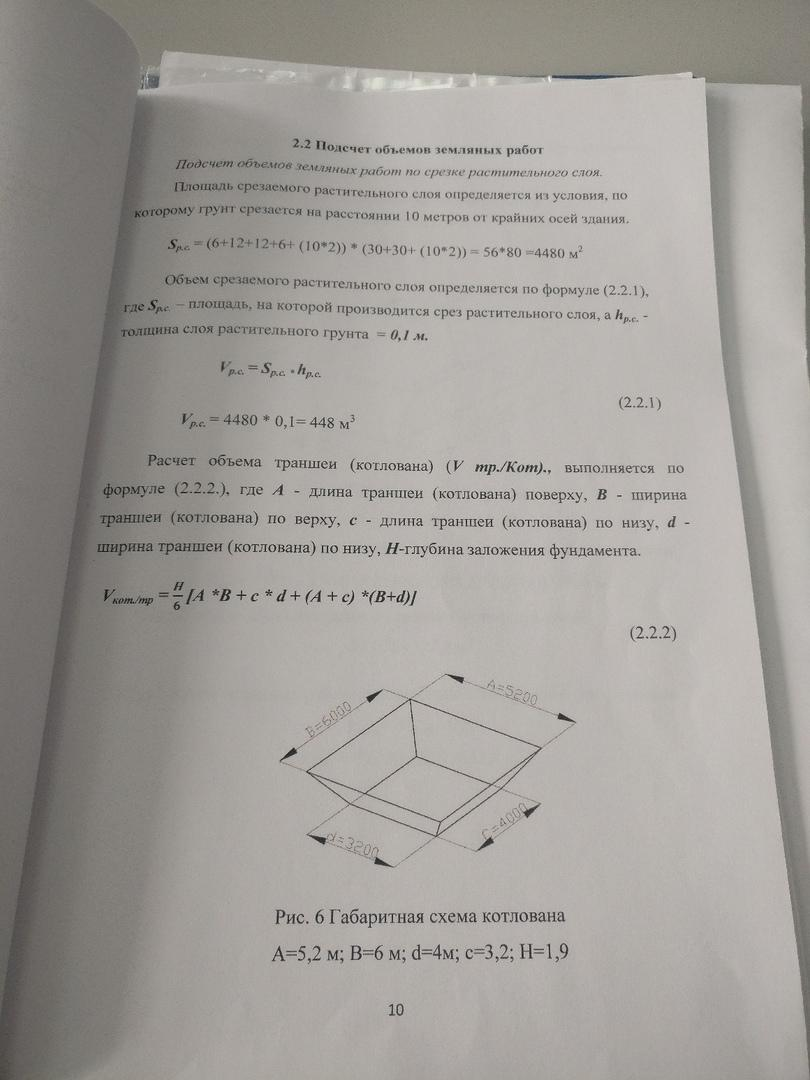 2.2 Подсчет объемов земляных работ
Подсчет объемов земляных работ по срезке растительного слоя.
Площадь срезаемого растительного слоя определяется из условия, по
которому грунт срезается на расстоянии 10 метров от крайних осей здания.
Sр.с. = (6+12+12+6+ (10*2)) * (30+30+ (10*2)) = 56*80 =4480 м²
Объем срезаемого растительного слоя определяется по формуле (2.2.1),
где Sр.с. – площадь, на которой производится срез растительного слоя, а hр.с. -
толщина слоя растительного грунта = 0,1 м.
Vр.с. = Sр.с. * hр.с.
(2.2.1)
Vр.с. = 4480 * 0,1= 448 м³
Расчет объема траншеи (котлована) (V тр./Кот)., выполняется по
формуле (2.2.2.), где А - длина траншеи (котлована) поверху, В - ширина
траншеи (котлована) по верху, с - длина траншеи (котлована) по низу, d -
ширина траншеи (котлована) по низу, Н-глубина заложения фундамента.
Vкот./тр = H/6 [A *B + c * d + (A + c) *(B+d)]
(2.2.2)
A=5200
B=6000
C=4000
d=3200
Рис. 6 Габаритная схема котлована
А=5,2 м; В=6 м; d=4м; с=3,2; Н=1,9
10